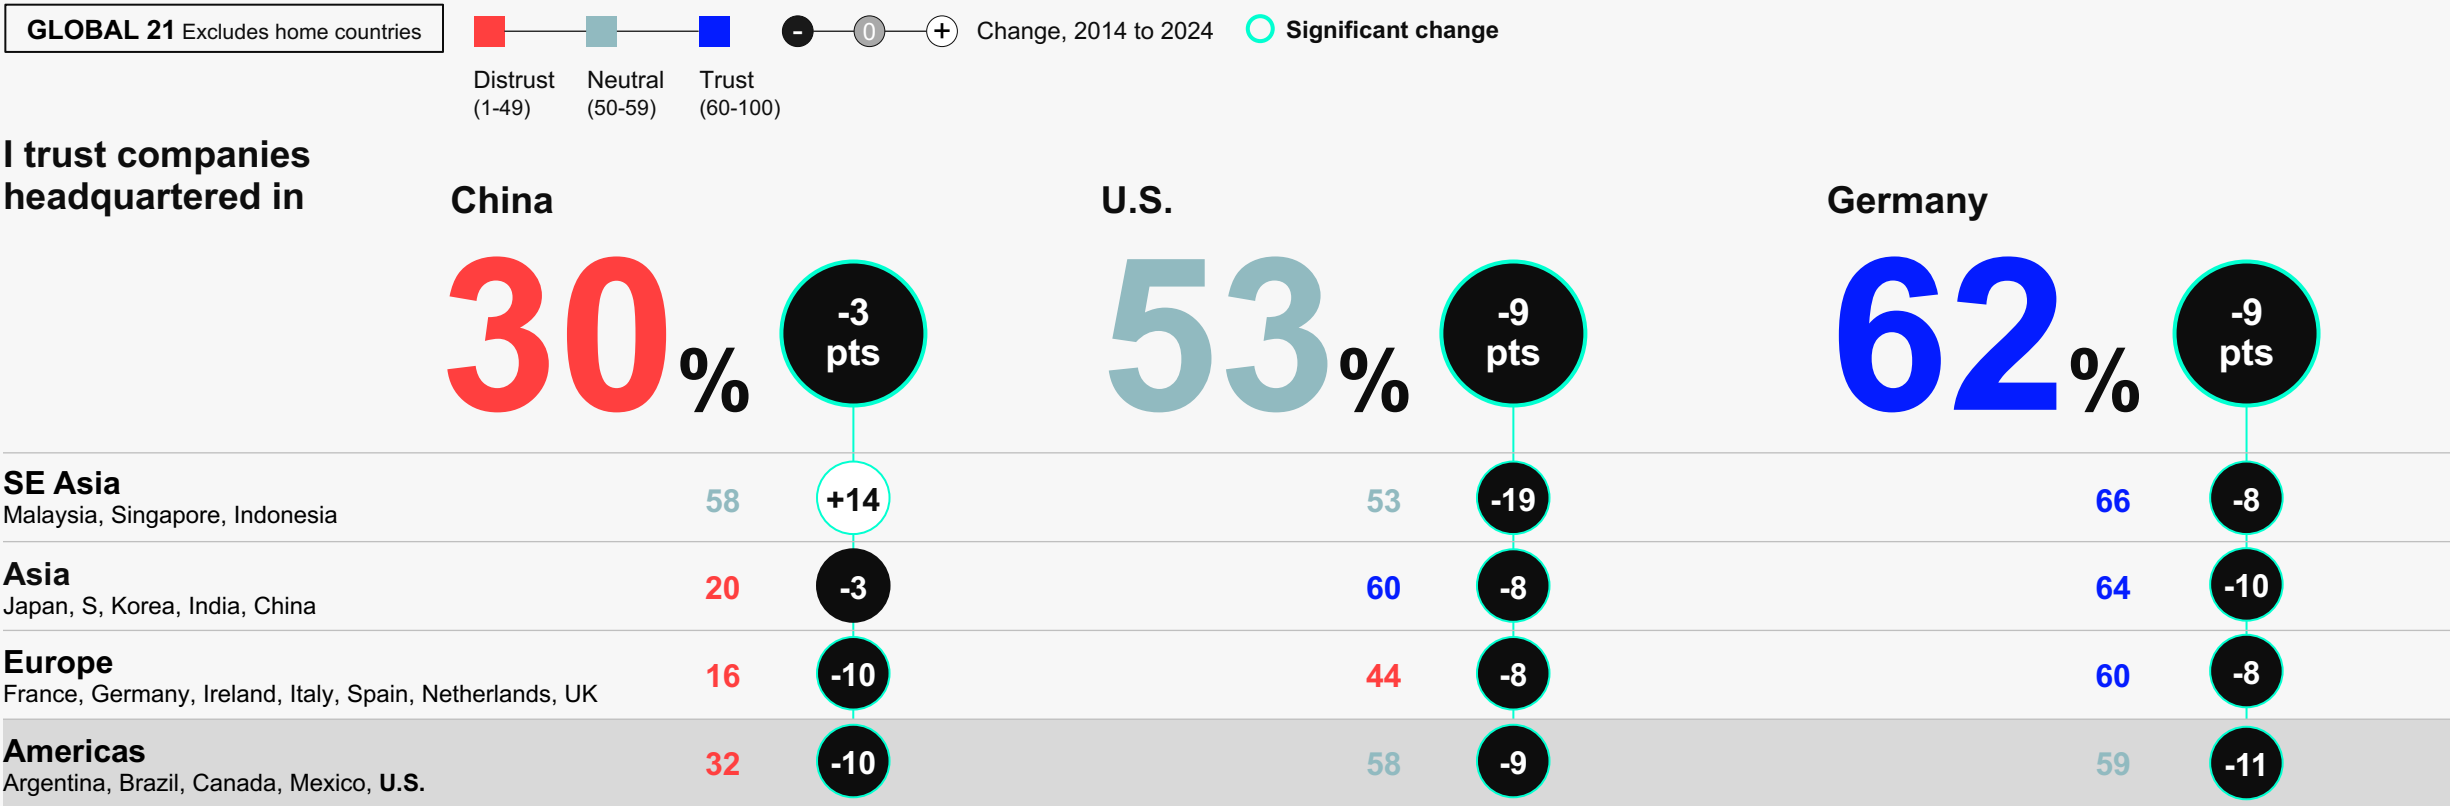 GLOBAL 21 Excludes home countries
- 0 + Change, 2014 to 2024 Significant change
Distrust Neutral Trust
(1-49) (50-59) (60-100)
I trust companies
headquartered in
China U.S. Germany
30% -3 pts 53% -9 pts 62% -9 pts
SE Asia
Malaysia, Singapore, Indonesia
58 +14 53 -19 66 -8
Asia
Japan, S, Korea, India, China
20 -3 60 -8 64 -10
Europe
France, Germany, Ireland, Italy, Spain, Netherlands, UK
16 -10 44 -8 60 -8
Americas
Argentina, Brazil, Canada, Mexico, U.S.
32 -10 58 -9 59 -11